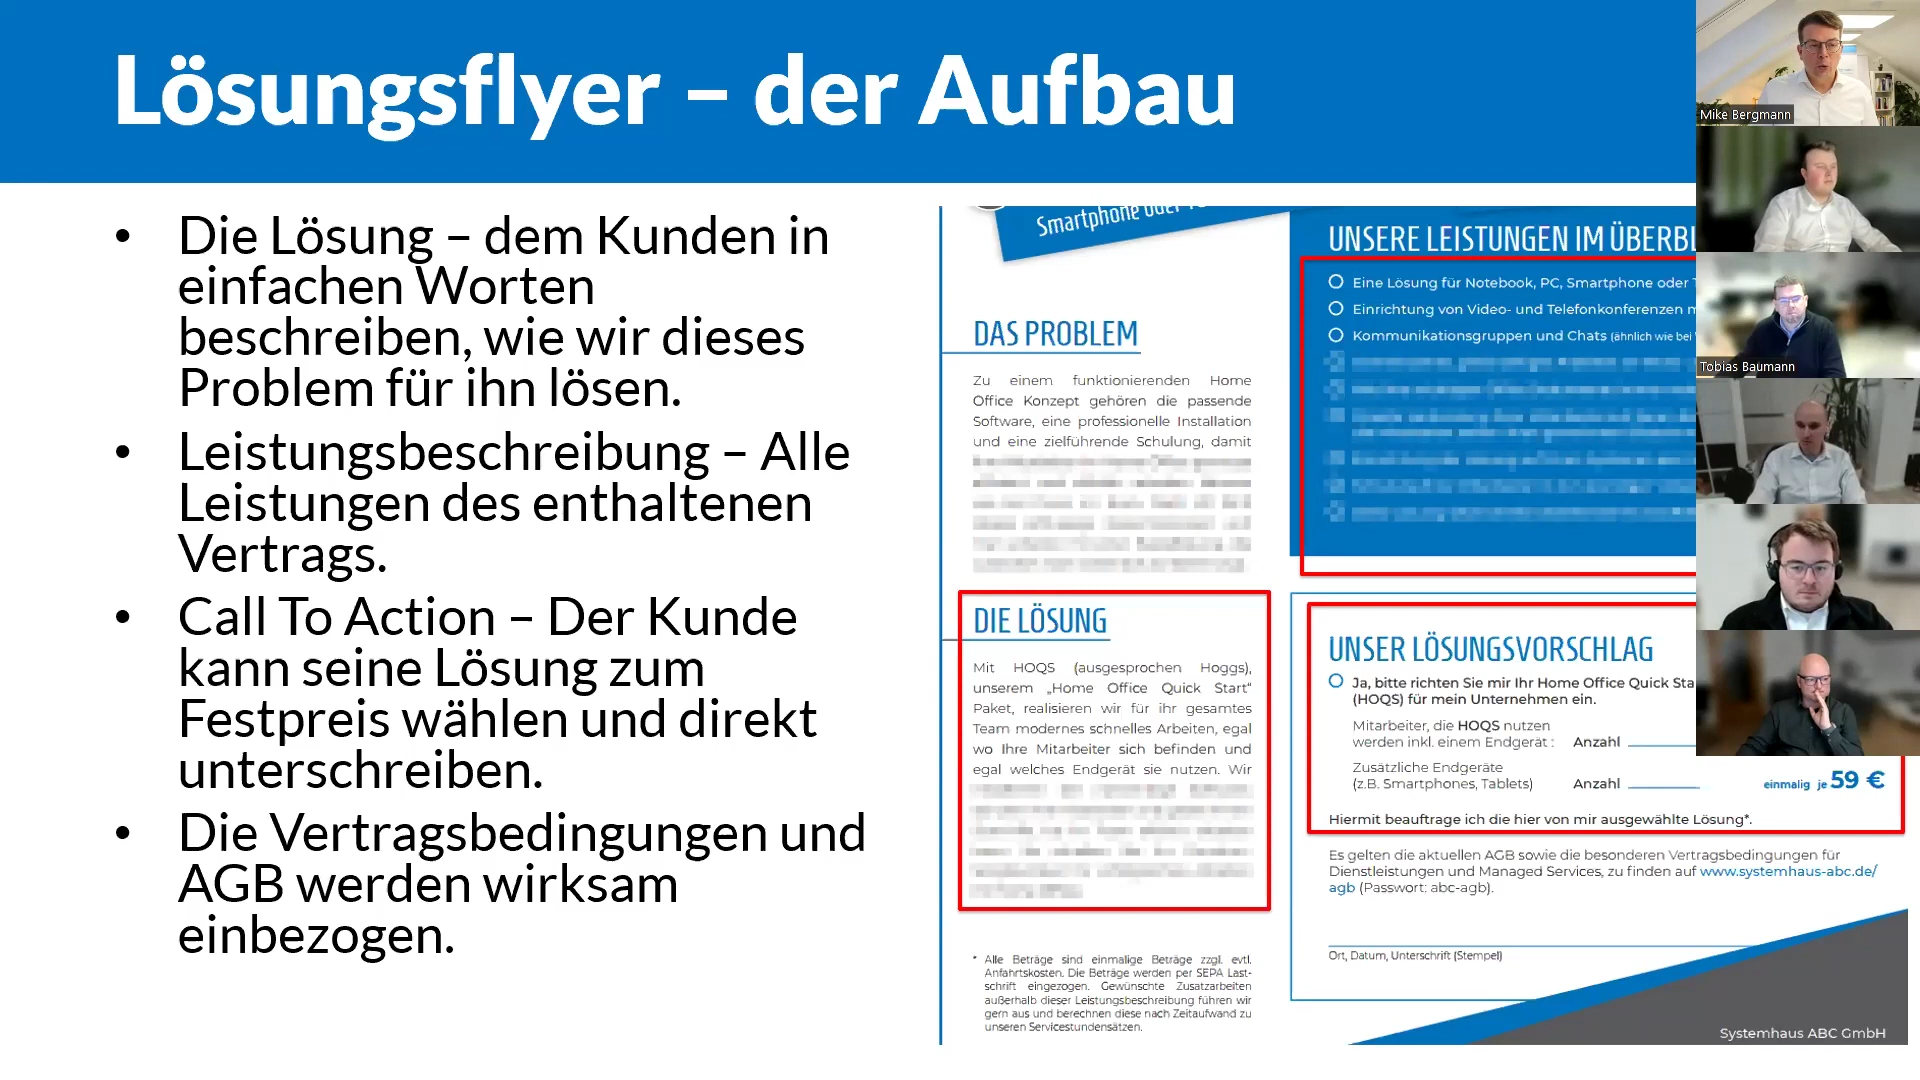 Lösungsflyer – der Aufbau
• Die Lösung – dem Kunden in
einfachen Worten
beschreiben, wie wir dieses
Problem für ihn lösen.
• Leistungsbeschreibung – Alle
Leistungen des enthaltenen
Vertrags.
• Call To Action – Der Kunde
kann seine Lösung zum
Festpreis wählen und direkt
unterschreiben.
• Die Vertragsbedingungen und
AGB werden wirksam
einbezogen.
Smartphone oder
DAS PROBLEM
Zu einem funktionierenden Home
Office Konzept gehören die passende
Software, eine professionelle Installation
und eine zielführende Schulung, damit
DIE LÖSUNG
Mit HOQS (ausgesprochen Hoggs),
unserem „Home Office Quick Start“
Paket, realisieren wir für ihr gesamtes
Team modernes schnelles Arbeiten, egal
wo Ihre Mitarbeiter sich befinden und
egal welches Endgerät sie nutzen. Wir
* Alle Beträge sind einmalige Beträge zzgl. evtl.
Anfahrtskosten. Die Beträge werden per SEPA Last-
schrift eingezogen. Gewünschte Zusatzarbeiten
außerhalb dieser Leistungsbeschreibung führen wir
gern aus und berechnen diese nach Zeitaufwand zu
unseren Servicestundensätzen.
UNSERE LEISTUNGEN IM ÜBERBL
Eine Lösung für Notebook, PC, Smartphone oder
Einrichtung von Video- und Telefonkonferenzen
Kommunikationsgruppen und Chats (ähnlich wie bei
UNSER LÖSUNGSVORSCHLAG
Ja, bitte richten Sie mir Ihr Home Office Quick Sta
(HOQS) für mein Unternehmen ein.
Mitarbeiter, die HOQS nutzen
werden inkl. einem Endgerät : Anzahl
Zusätzliche Endgeräte
(z.B. Smartphones, Tablets) Anzahl einmalig je 59 €
Hiermit beauftrage ich die hier von mir ausgewählte Lösung*.
Es gelten die aktuellen AGB sowie die besonderen Vertragsbedingungen für
Dienstleistungen und Managed Services, zu finden auf www.systemhaus-abc.de/
agb (Passwort: abc-agb).
Ort, Datum, Unterschrift (Stempel)
Systemhaus ABC GmbH
Mike Bergmann
Tobias Baumann